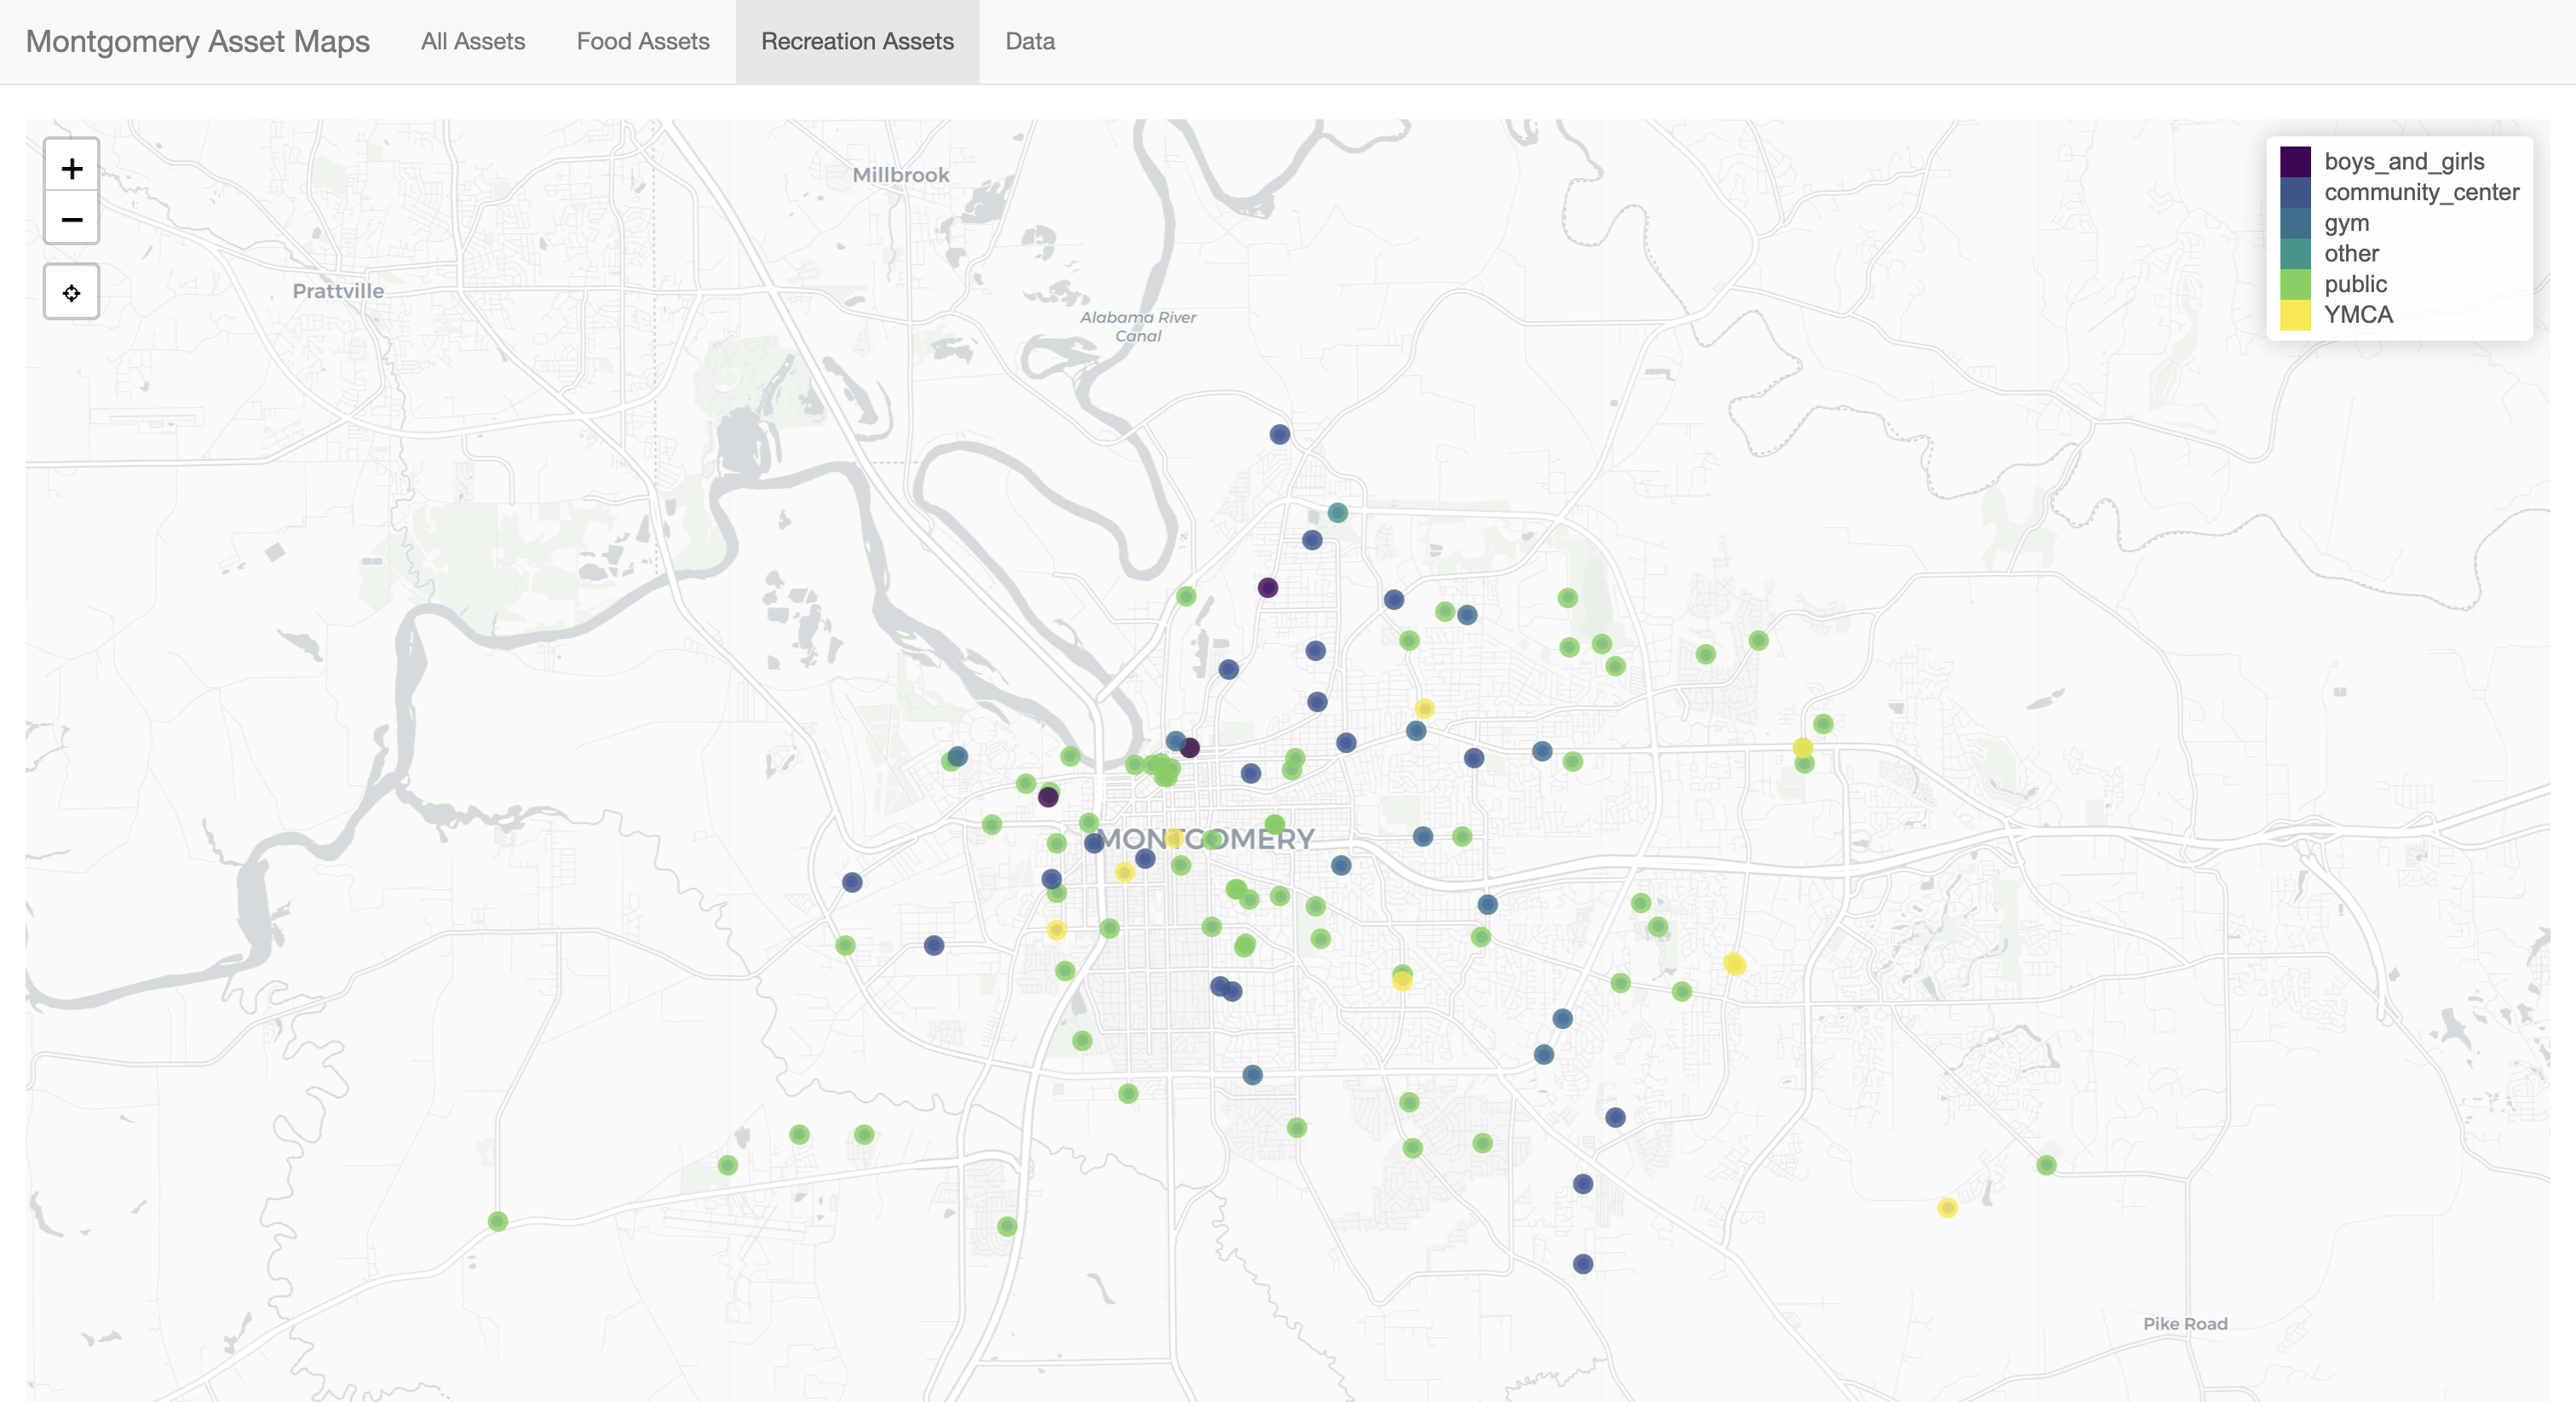 Montgomery Asset Maps
All Assets
Food Assets
Recreation Assets
Data
+
−
boys_and_girls
community_center
gym
other
public
YMCA
Millbrook
Prattville
Alabama River
Canal
MONTGOMERY
Pike Road